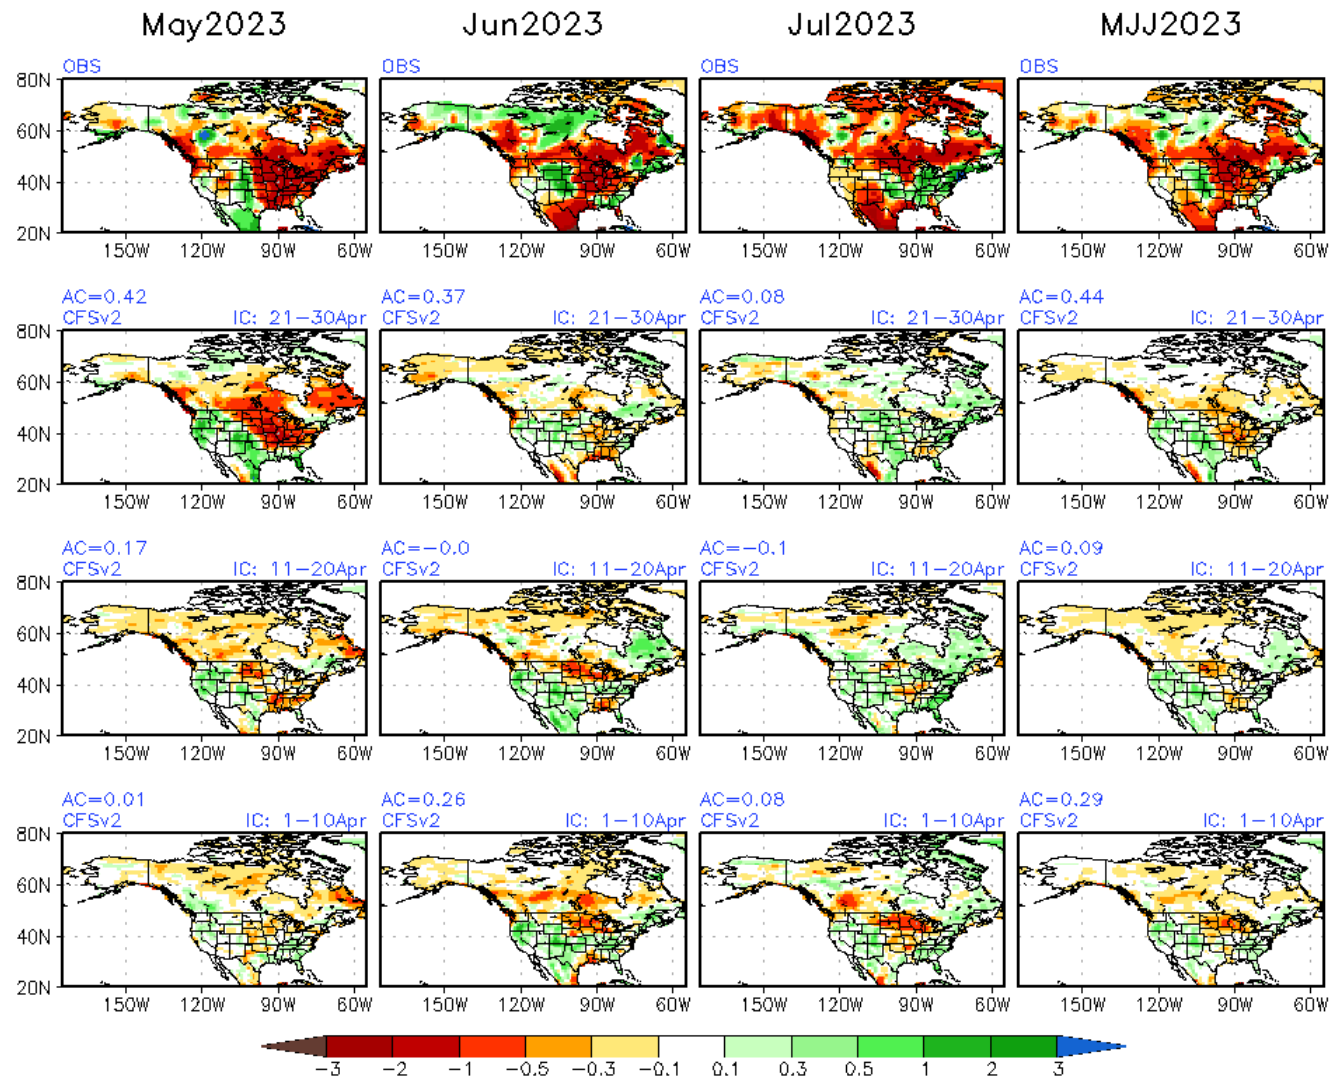 May2023 Jun2023 Jul2023 MJJ2023
OBS OBS OBS OBS
80N
60N
40N
20N
150W 120W 90W 60W 150W 120W 90W 60W 150W 120W 90W 60W 150W 120W 90W 60W
AC=0.42 AC=0.37 AC=0.08 AC=0.44
CFSv2 IC: 21-30Apr CFSv2 IC: 21-30Apr CFSv2 IC: 21-30Apr CFSv2 IC: 21-30Apr
80N
60N
40N
20N
150W 120W 90W 60W 150W 120W 90W 60W 150W 120W 90W 60W 150W 120W 90W 60W
AC=0.17 AC=-0.0 AC=-0.1 AC=0.09
CFSv2 IC: 11-20Apr CFSv2 IC: 11-20Apr CFSv2 IC: 11-20Apr CFSv2 IC: 11-20Apr
80N
60N
40N
20N
150W 120W 90W 60W 150W 120W 90W 60W 150W 120W 90W 60W 150W 120W 90W 60W
AC=0.01 AC=0.26 AC=0.08 AC=0.29
CFSv2 IC: 1-10Apr CFSv2 IC: 1-10Apr CFSv2 IC: 1-10Apr CFSv2 IC: 1-10Apr
80N
60N
40N
20N
150W 120W 90W 60W 150W 120W 90W 60W 150W 120W 90W 60W 150W 120W 90W 60W
-3 -2 -1 -0.5 -0.3 -0.1 0.1 0.3 0.5 1 2 3